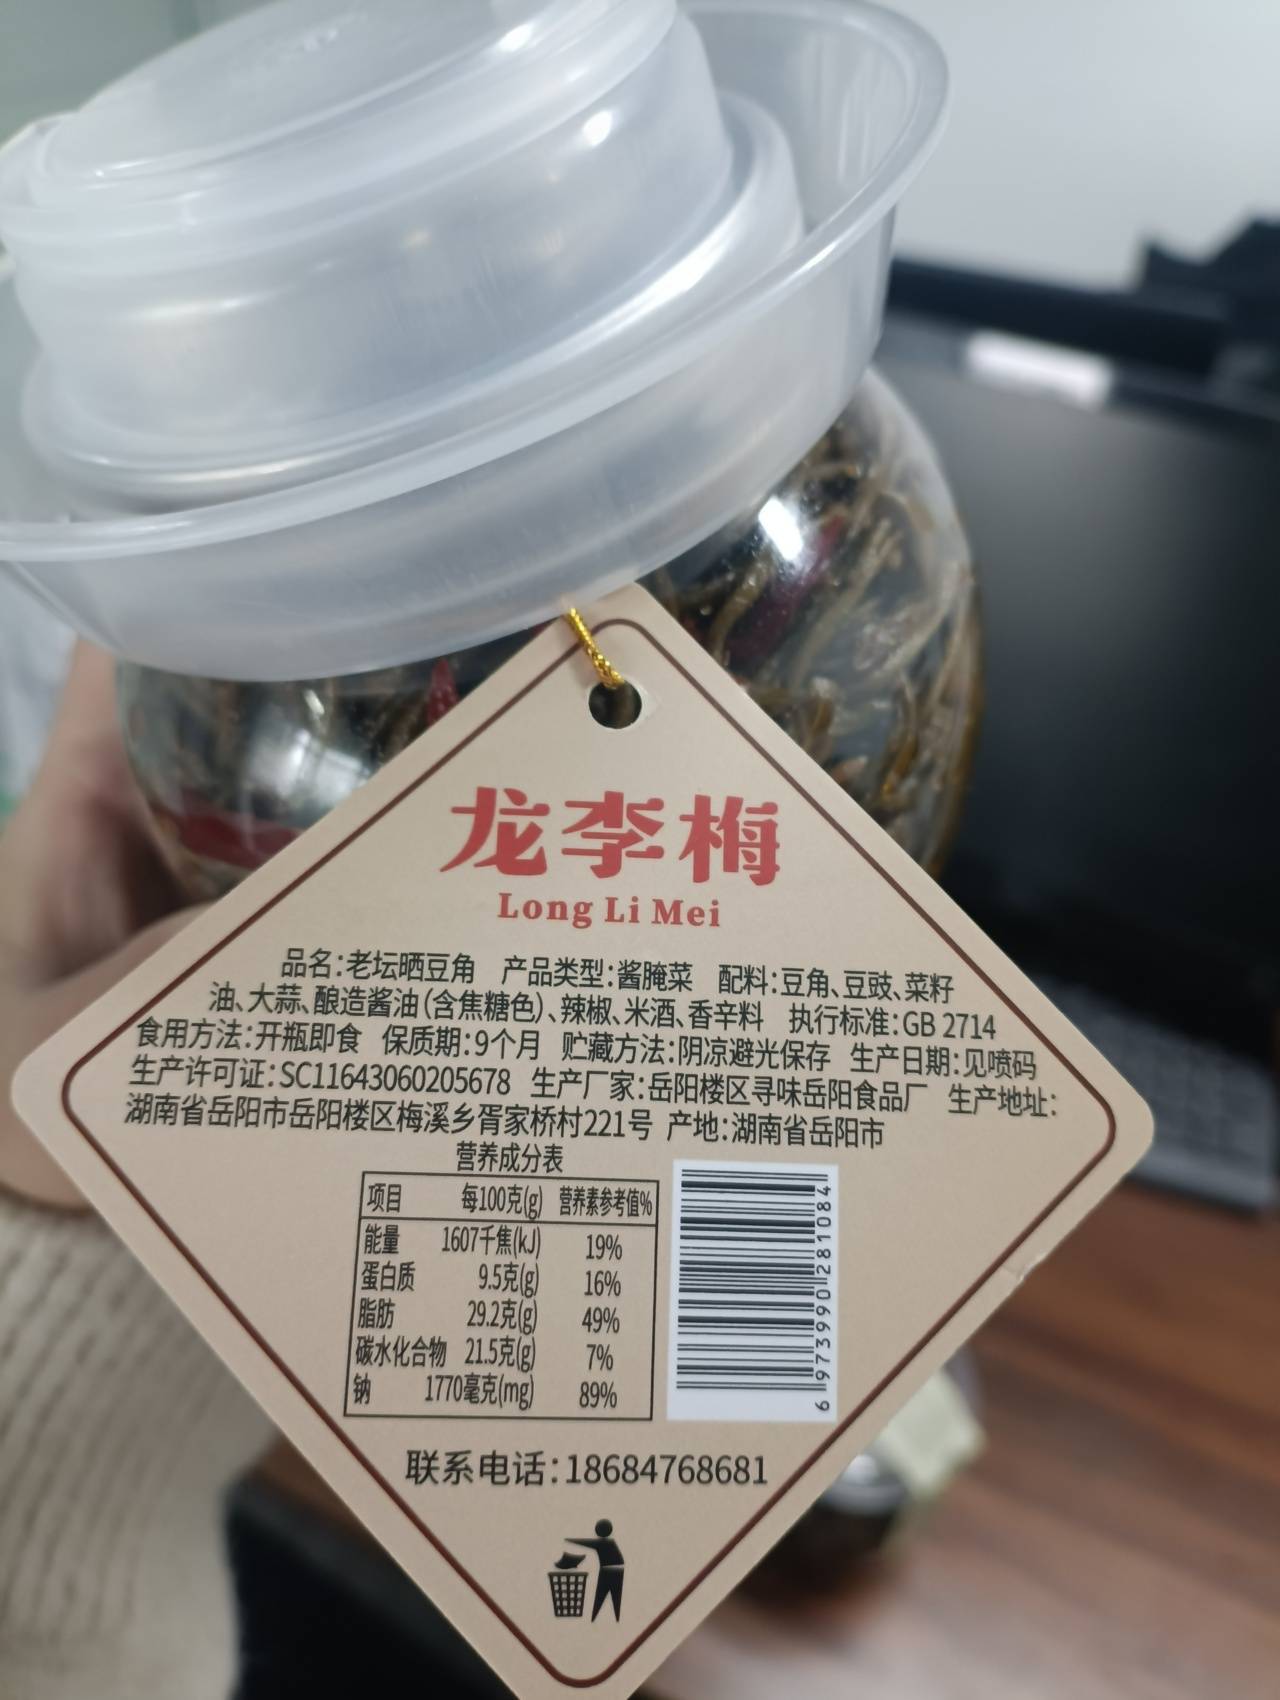 龙李梅
Long Li Mei
品名：老坛晒豆角 产品类型：酱腌菜 配料：豆角、豆豉、菜籽
油、大蒜、酿造酱油（含焦糖色）、辣椒、米酒、香辛料 执行标准：GB 2714
食用方法：开瓶即食 保质期：9个月 贮藏方法：阴凉避光保存 生产日期：见喷码
生产许可证：SC11643060205678 生产厂家：岳阳楼区寻味岳阳食品厂 生产地址：
湖南省岳阳市岳阳楼区梅溪乡胥家桥村221号 产地：湖南省岳阳市
营养成分表
项目 每100克(g) 营养素参考值%
能量 1607千焦(kJ) 19%
蛋白质 9.5克(g) 16%
脂肪 29.2克(g) 49%
碳水化合物 21.5克(g) 7%
钠 1770毫克(mg) 89%
6 973990 281084
联系电话：18684768681